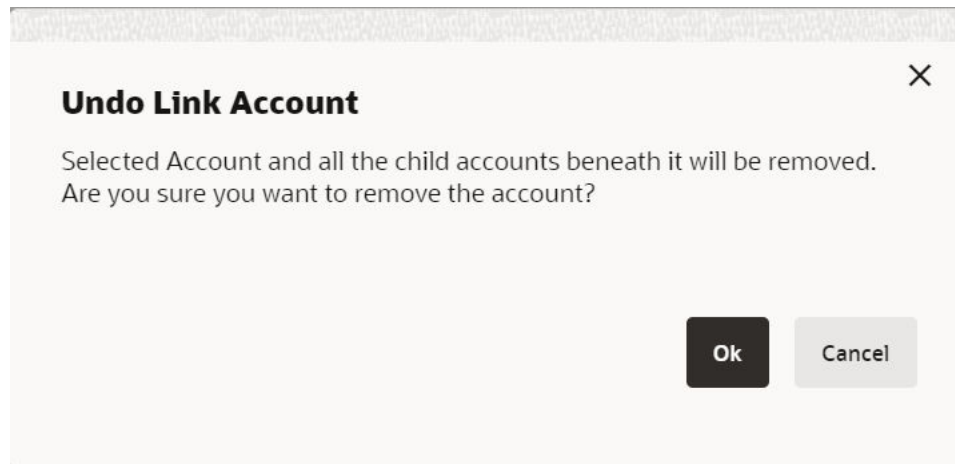 Undo Link Account
Selected Account and all the child accounts beneath it will be removed.
Are you sure you want to remove the account?
Ok
Cancel